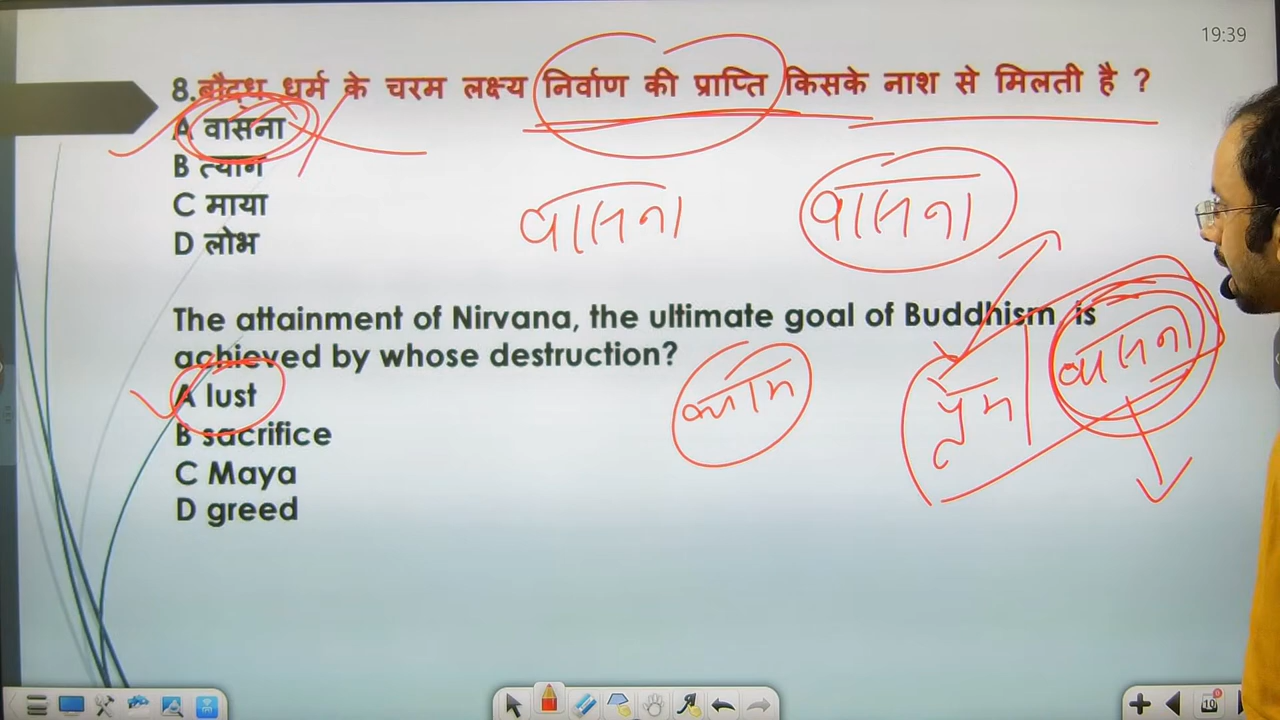 19:39
8.बौद्ध धर्म के चरम लक्ष्य निर्वाण की प्राप्ति किसके नाश से मिलती है ?
A वासना
B त्याग
C माया
D लोभ
वासना वासना
The attainment of Nirvana, the ultimate goal of Buddhism is
achieved by whose destruction?
A lust
B sacrifice
C Maya
D greed
प्रेम वासना
10